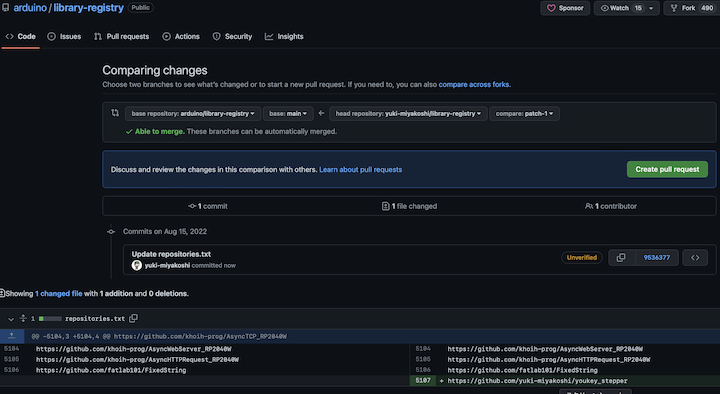 arduino / library-registry Public
Sponsor Watch 15 Fork 490
Code Issues Pull requests Actions Security Insights
Comparing changes
Choose two branches to see what's changed or to start a new pull request. If you need to, you can also compare across forks.
base repository: arduino/library-registry base: main head repository: yuki-miyakoshi/library-registry compare: patch-1
Able to merge. These branches can be automatically merged.
Discuss and review the changes in this comparison with others. Learn about pull requests
Create pull request
1 commit 1 file changed 1 contributor
Commits on Aug 15, 2022
Update repositories.txt
yuki-miyakoshi committed now
Unverified 9536377
Showing 1 changed file with 1 addition and 0 deletions.
1 repositories.txt
@@ -5104,3 +5104,4 @@ https://github.com/khoih-prog/AsyncTCP_RP2040W
5104 https://github.com/khoih-prog/AsyncWebServer_RP2040W 5104 https://github.com/khoih-prog/AsyncWebServer_RP2040W
5105 https://github.com/khoih-prog/AsyncHTTPRequest_RP2040W 5105 https://github.com/khoih-prog/AsyncHTTPRequest_RP2040W
5106 https://github.com/fatlab101/FixedString 5106 https://github.com/fatlab101/FixedString
5107 + https://github.com/yuki-miyakoshi/youkey_stepper